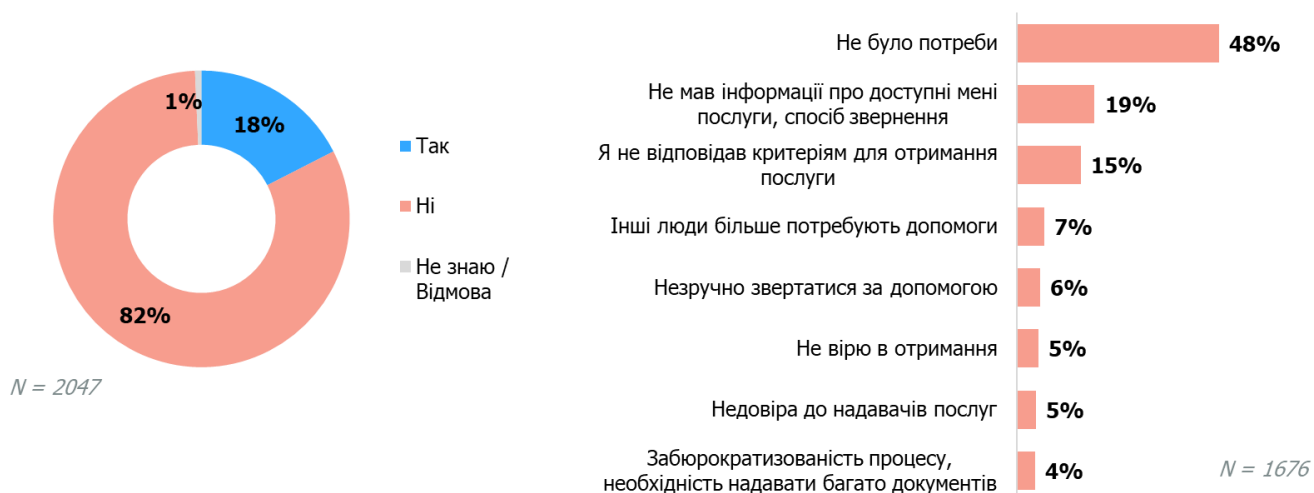 1%
18%
82%
N = 2047
Так
Ні
Не знаю /
Відмова
Не було потреби
48%
Не мав інформації про доступні мені
послуги, спосіб звернення
19%
Я не відповідав критеріям для отримання
послуги
15%
Інші люди більше потребують допомоги
7%
Незручно звертатися за допомогою
6%
Не вірю в отримання
5%
Недовіра до надавачів послуг
5%
Забюрократизованість процесу,
необхідність надавати багато документів
4%
N = 1676